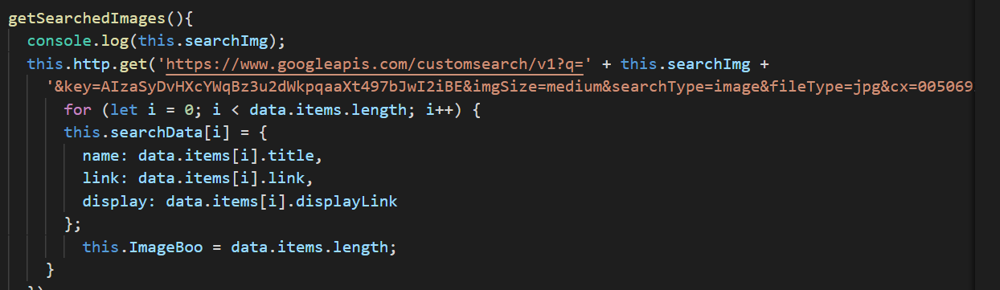 getSearchedImages(){
console.log(this.searchImg);
this.http.get('https://www.googleapis.com/customsearch/v1?q=' + this.searchImg +
'&key=AIzaSyDvHXcYWqBz3u2dWkpqaaXt497bJwI2iBE&imgSize=medium&searchType=image&fileType=jpg&cx=005069
for (let i = 0; i < data.items.length; i++) {
this.searchData[i] = {
name: data.items[i].title,
link: data.items[i].link,
display: data.items[i].displayLink
};
this.ImageBoo = data.items.length;
}
})